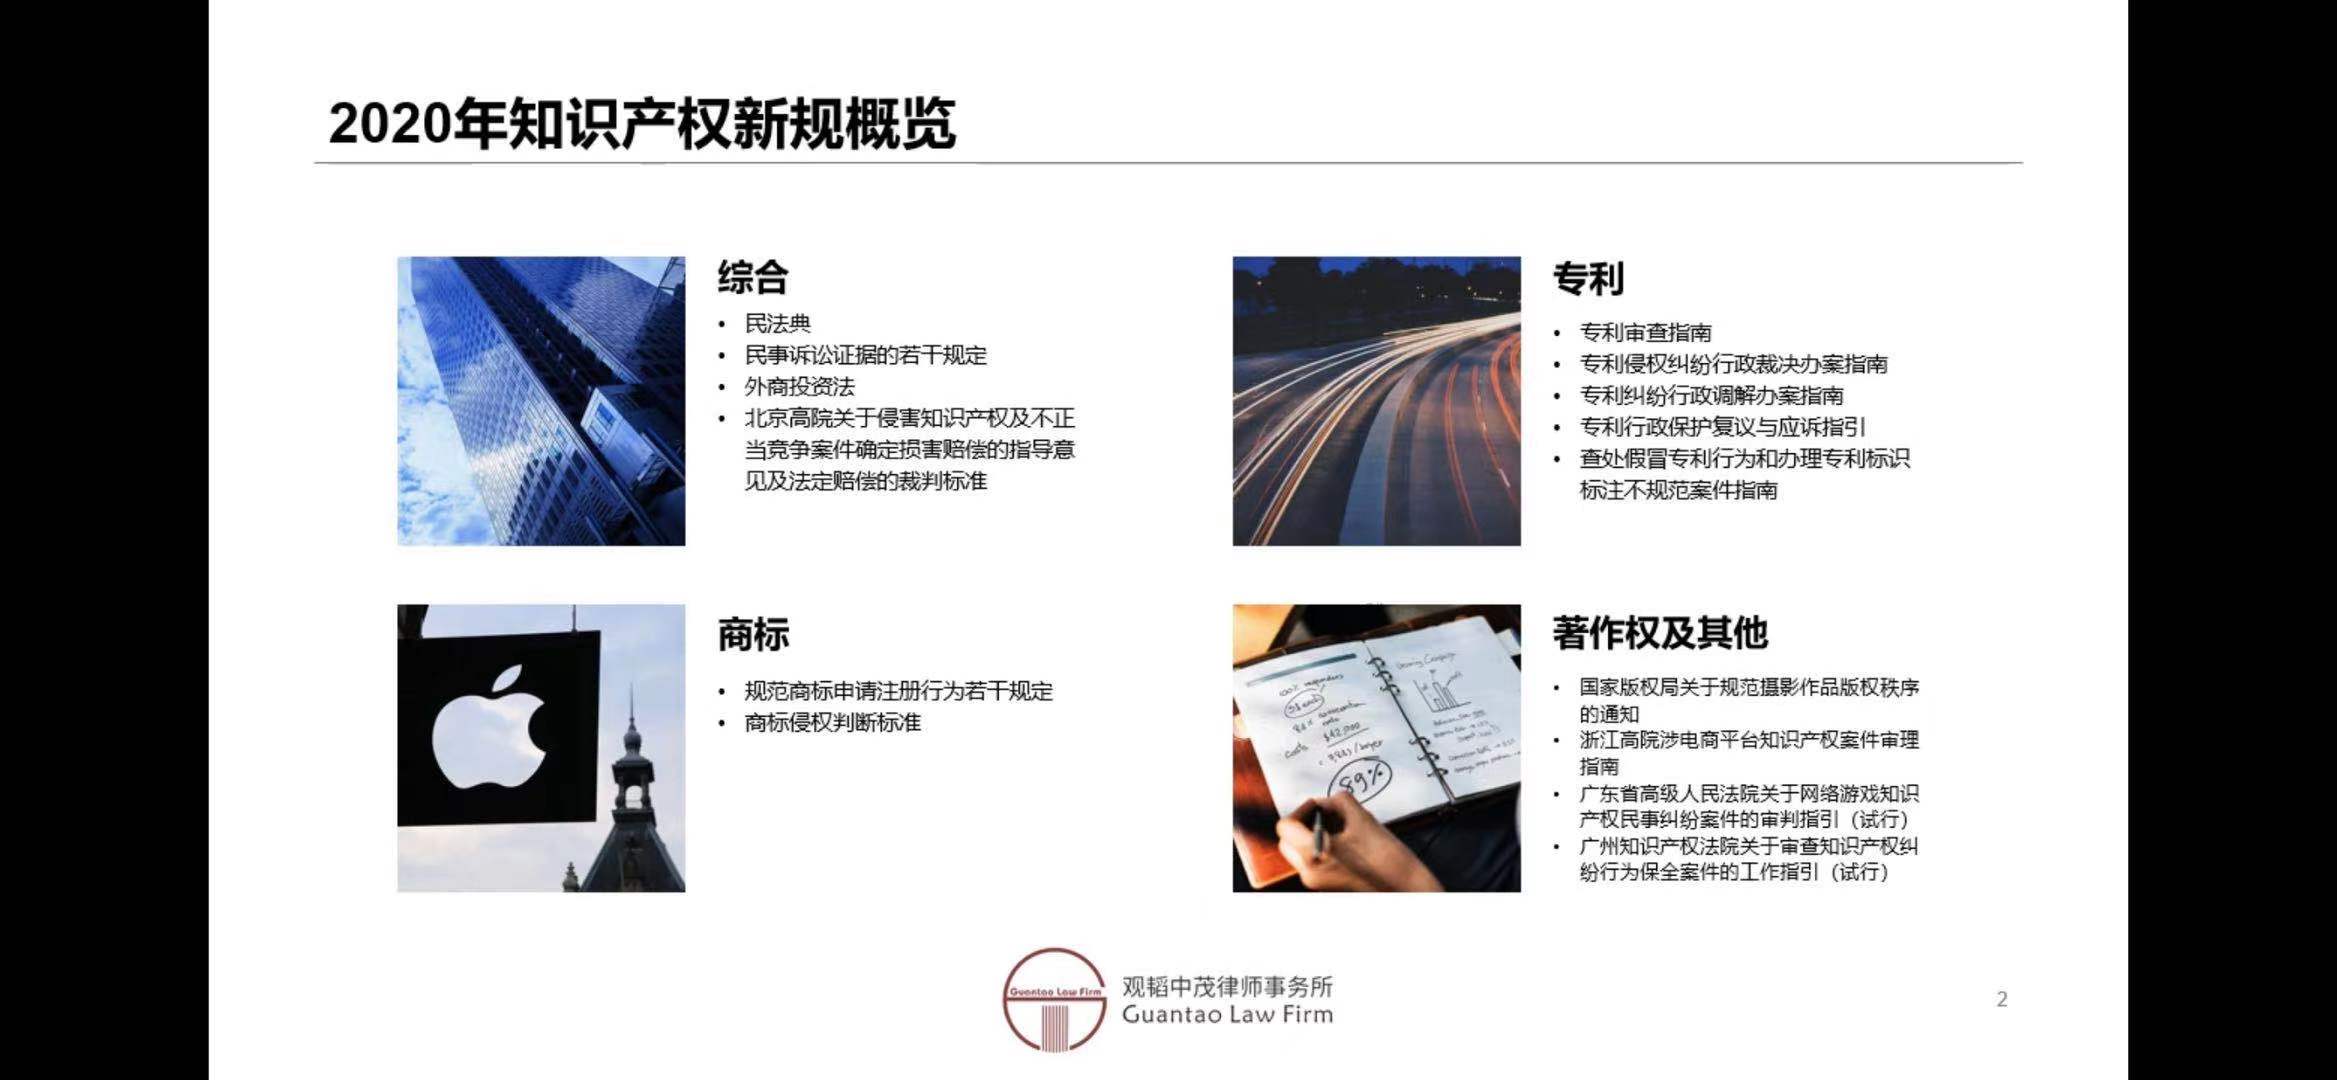 2020年知识产权新规概览
综合
• 民法典
• 民事诉讼证据的若干规定
• 外商投资法
• 北京高院关于侵害知识产权及不正
当竞争案件确定损害赔偿的指导意
见及法定赔偿的裁判标准
专利
• 专利审查指南
• 专利侵权纠纷行政裁决办案指南
• 专利纠纷行政调解办案指南
• 专利行政保护复议与应诉指引
• 查处假冒专利行为和办理专利标识
标注不规范案件指南
商标
• 规范商标申请注册行为若干规定
• 商标侵权判断标准
100% responders
$12,000
89%
著作权及其他
• 国家版权局关于规范摄影作品版权秩序
的通知
• 浙江高院涉电商平台知识产权案件审理
指南
• 广东省高级人民法院关于网络游戏知识
产权民事纠纷案件的审判指引（试行）
• 广州知识产权法院关于审查知识产权纠
纷行为保全案件的工作指引（试行）
Guantao Law Firm
观韬中茂律师事务所
Guantao Law Firm
2